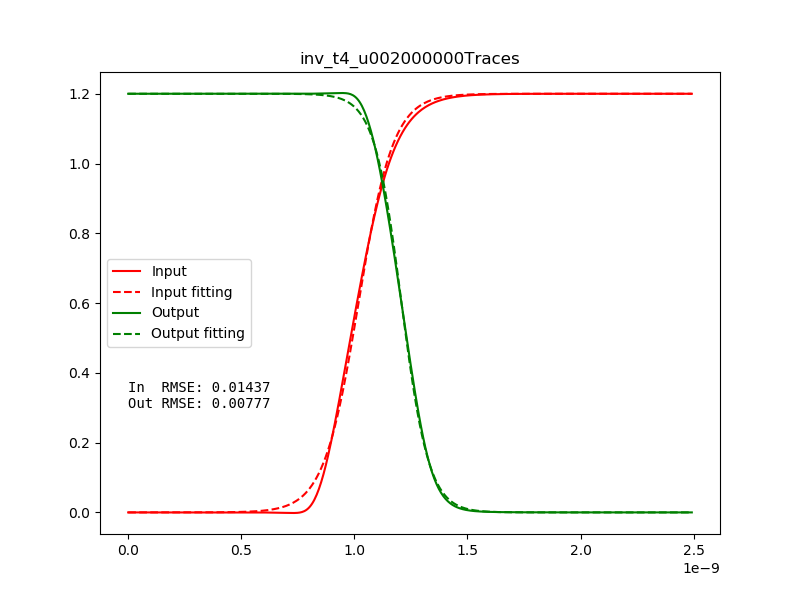 inv_t4_u002000000Traces
1.2
1.0
0.8
0.6
0.4
0.2
0.0
Input
Input fitting
Output
Output fitting
In  RMSE: 0.01437
Out RMSE: 0.00777
0.0 0.5 1.0 1.5 2.0 2.5
1e−9